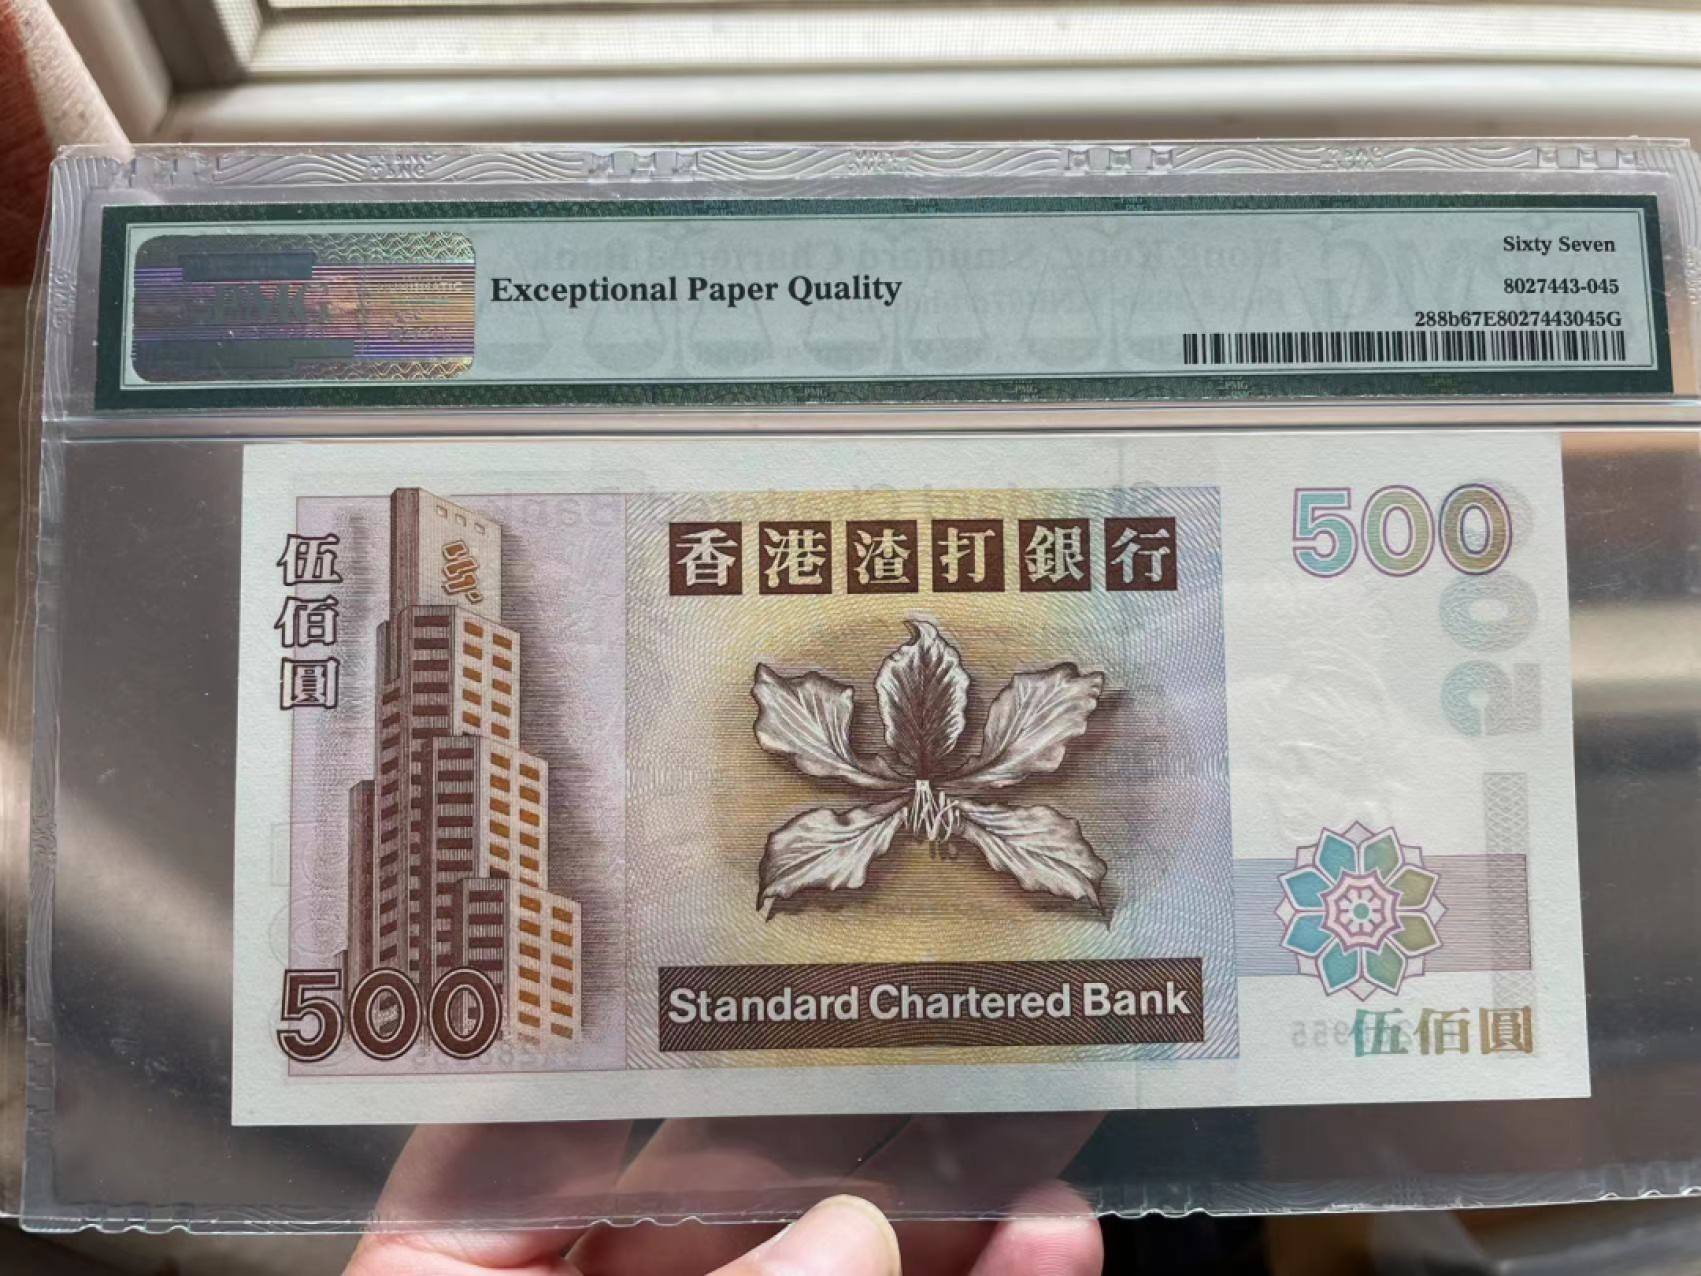 Sixty Seven
Exceptional Paper Quality
8027443-045
288b67E8027443045G
PMG
伍佰圓
香港渣打銀行
500
500
Standard Chartered Bank
伍佰圓